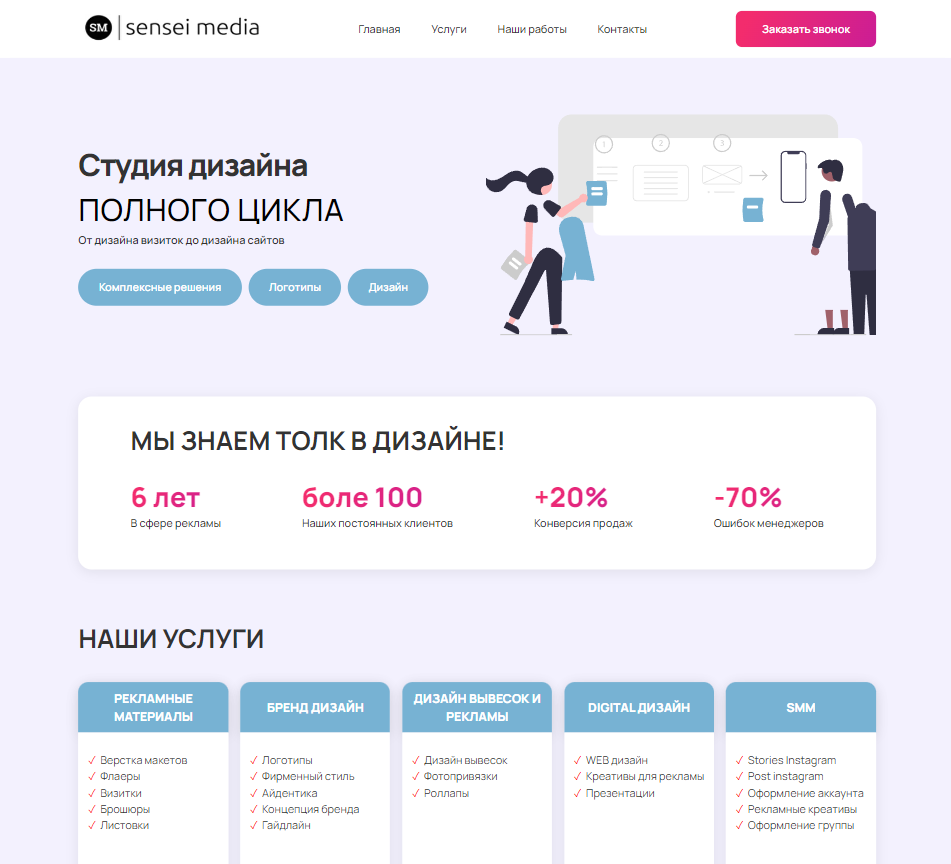 SM sensei media
Главная Услуги Наши работы Контакты
Заказать звонок
Студия дизайна
ПОЛНОГО ЦИКЛА
От дизайна визиток до дизайна сайтов
Комплексные решения Логотипы Дизайн
1 2 3
МЫ ЗНАЕМ ТОЛК В ДИЗАЙНЕ!
6 лет
В сфере рекламы
боле 100
Наших постоянных клиентов
+20%
Конверсия продаж
-70%
Ошибок менеджеров
НАШИ УСЛУГИ
РЕКЛАМНЫЕ
МАТЕРИАЛЫ
Верстка макетов
Флаеры
Визитки
Брошюры
Листовки
БРЕНД ДИЗАЙН
Логотипы
Фирменный стиль
Айдентика
Концепция бренда
Гайдлайн
ДИЗАЙН ВЫВЕСОК И
РЕКЛАМЫ
Дизайн вывесок
Фотопривязки
Роллапы
DIGITAL ДИЗАЙН
WEB дизайн
Креативы для рекламы
Презентации
SMM
Stories Instagram
Post instagram
Оформление аккаунта
Рекламные креативы
Оформление группы